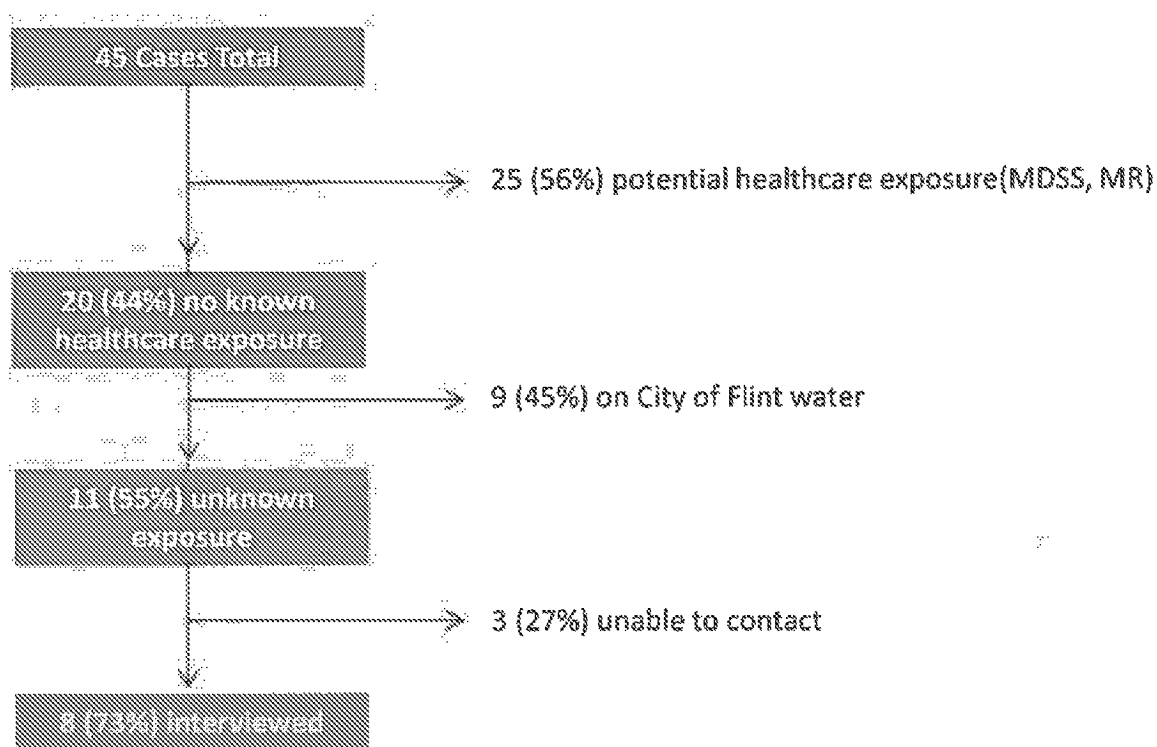 45 Cases Total
25 (56%) potential healthcare exposure(MDSS, MR)
20 (44%) no known
healthcare exposure
9 (45%) on City of Flint water
11 (55%) unknown
exposure
3 (27%) unable to contact
8 (73%) interviewed